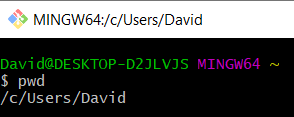 MINGW64:/c/Users/David
David@DESKTOP-D2JLVJS MINGW64 ~
$ pwd
/c/Users/David